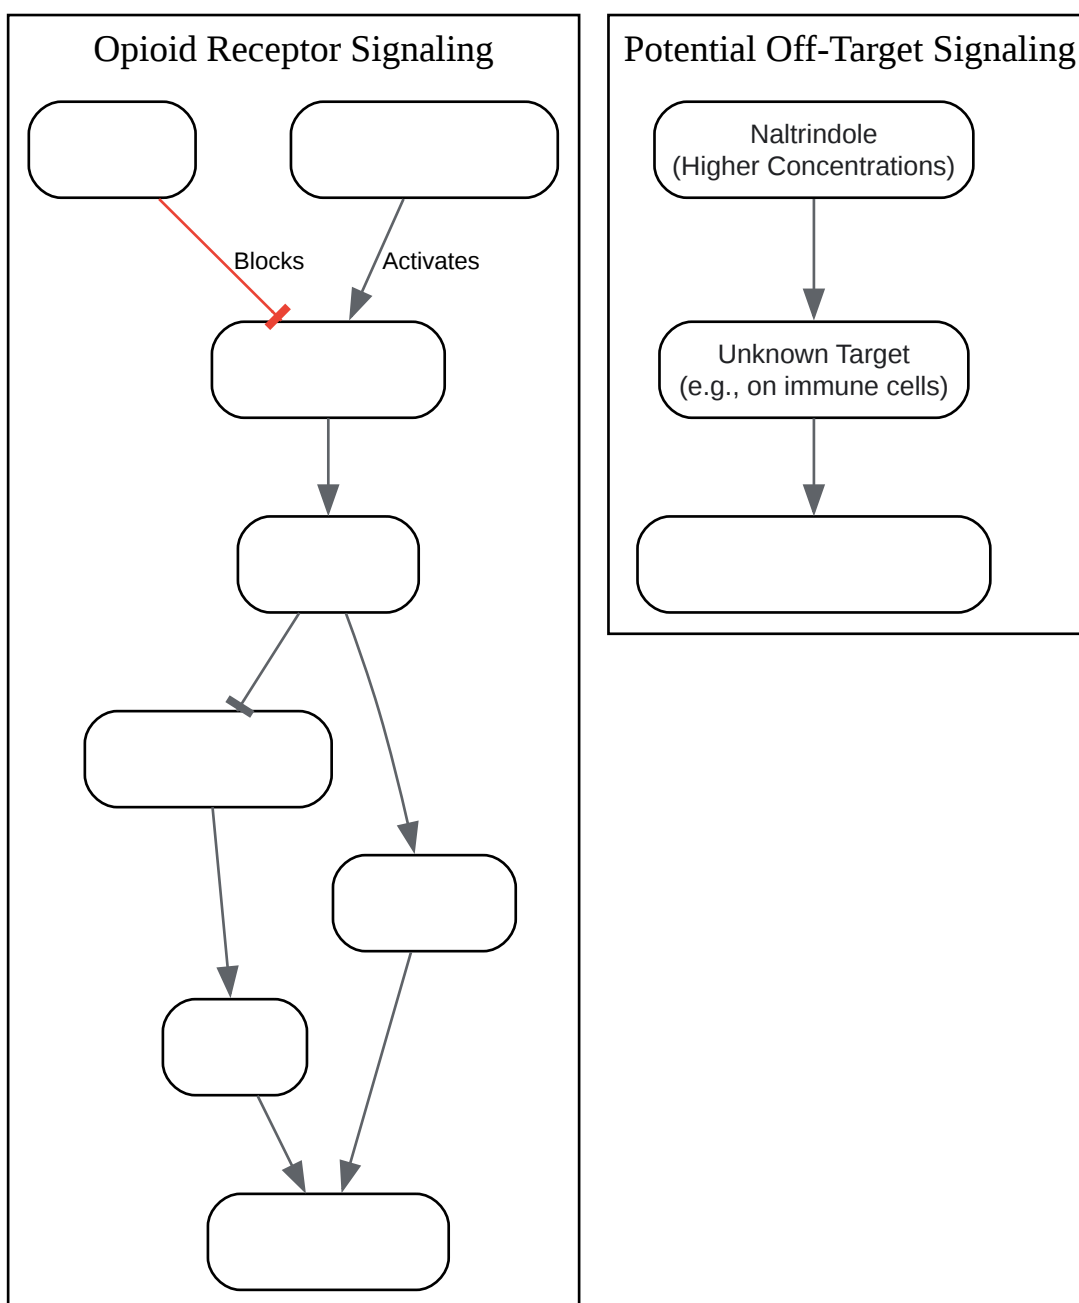 Opioid Receptor Signaling
Blocks
Activates
Potential Off-Target Signaling
Naltrindole
(Higher Concentrations)
Unknown Target
(e.g., on immune cells)